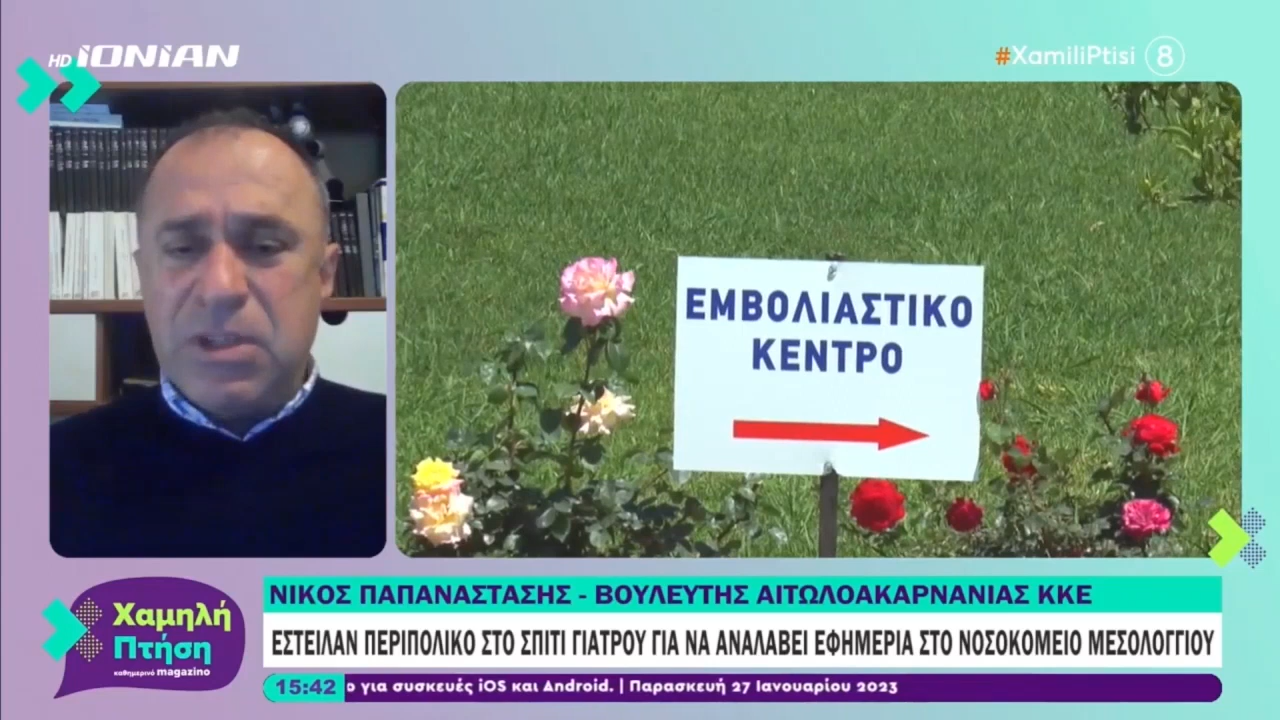 HD IONIAN
#XamiliPtisi 8
ΕΜΒΟΛΙΑΣΤΙΚΟ
ΚΕΝΤΡΟ
ΝΙΚΟΣ ΠΑΠΑΝΑΣΤΑΣΗΣ - ΒΟΥΛΕΥΤΗΣ ΑΙΤΩΛΟΑΚΑΡΝΑΝΙΑΣ ΚΚΕ
ΕΣΤΕΙΛΑΝ ΠΕΡΙΠΟΛΙΚΟ ΣΤΟ ΣΠΙΤΙ ΓΙΑΤΡΟΥ ΓΙΑ ΝΑ ΑΝΑΛΑΒΕΙ ΕΦΗΜΕΡΙΑ ΣΤΟ ΝΟΣΟΚΟΜΕΙΟ ΜΕΣΟΛΟΓΓΙΟΥ
Χαμηλή
Πτήση
καθημερινό magazino
15:42 ο για συσκευές iOS και Android. | Παρασκευή 27 Ιανουαρίου 2023